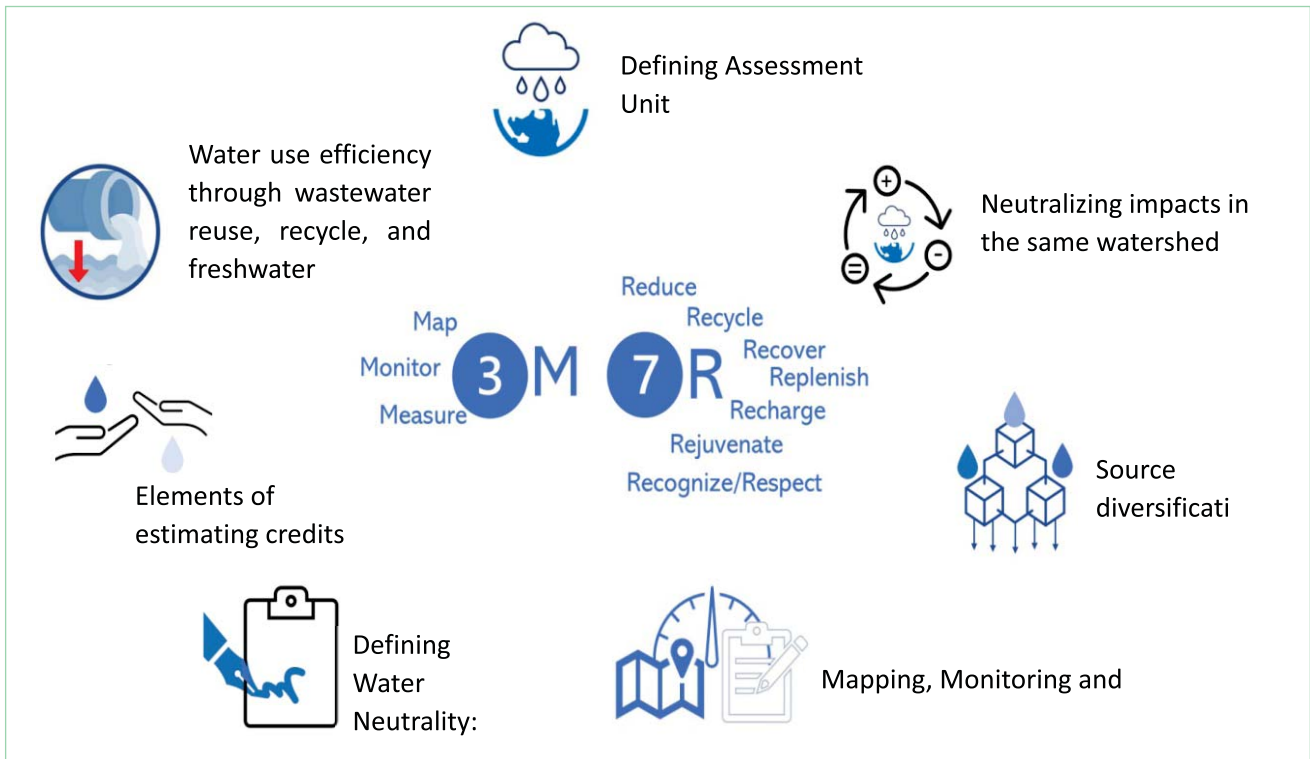 Defining Assessment
Unit
Water use efficiency
through wastewater
reuse, recycle, and
freshwater
Neutralizing impacts in
the same watershed
Map
Monitor
Measure
3M
7R
Reduce
Recycle
Recover
Replenish
Recharge
Rejuvenate
Recognize/Respect
Elements of
estimating credits
Source
diversificati
Defining
Water
Neutrality:
Mapping, Monitoring and